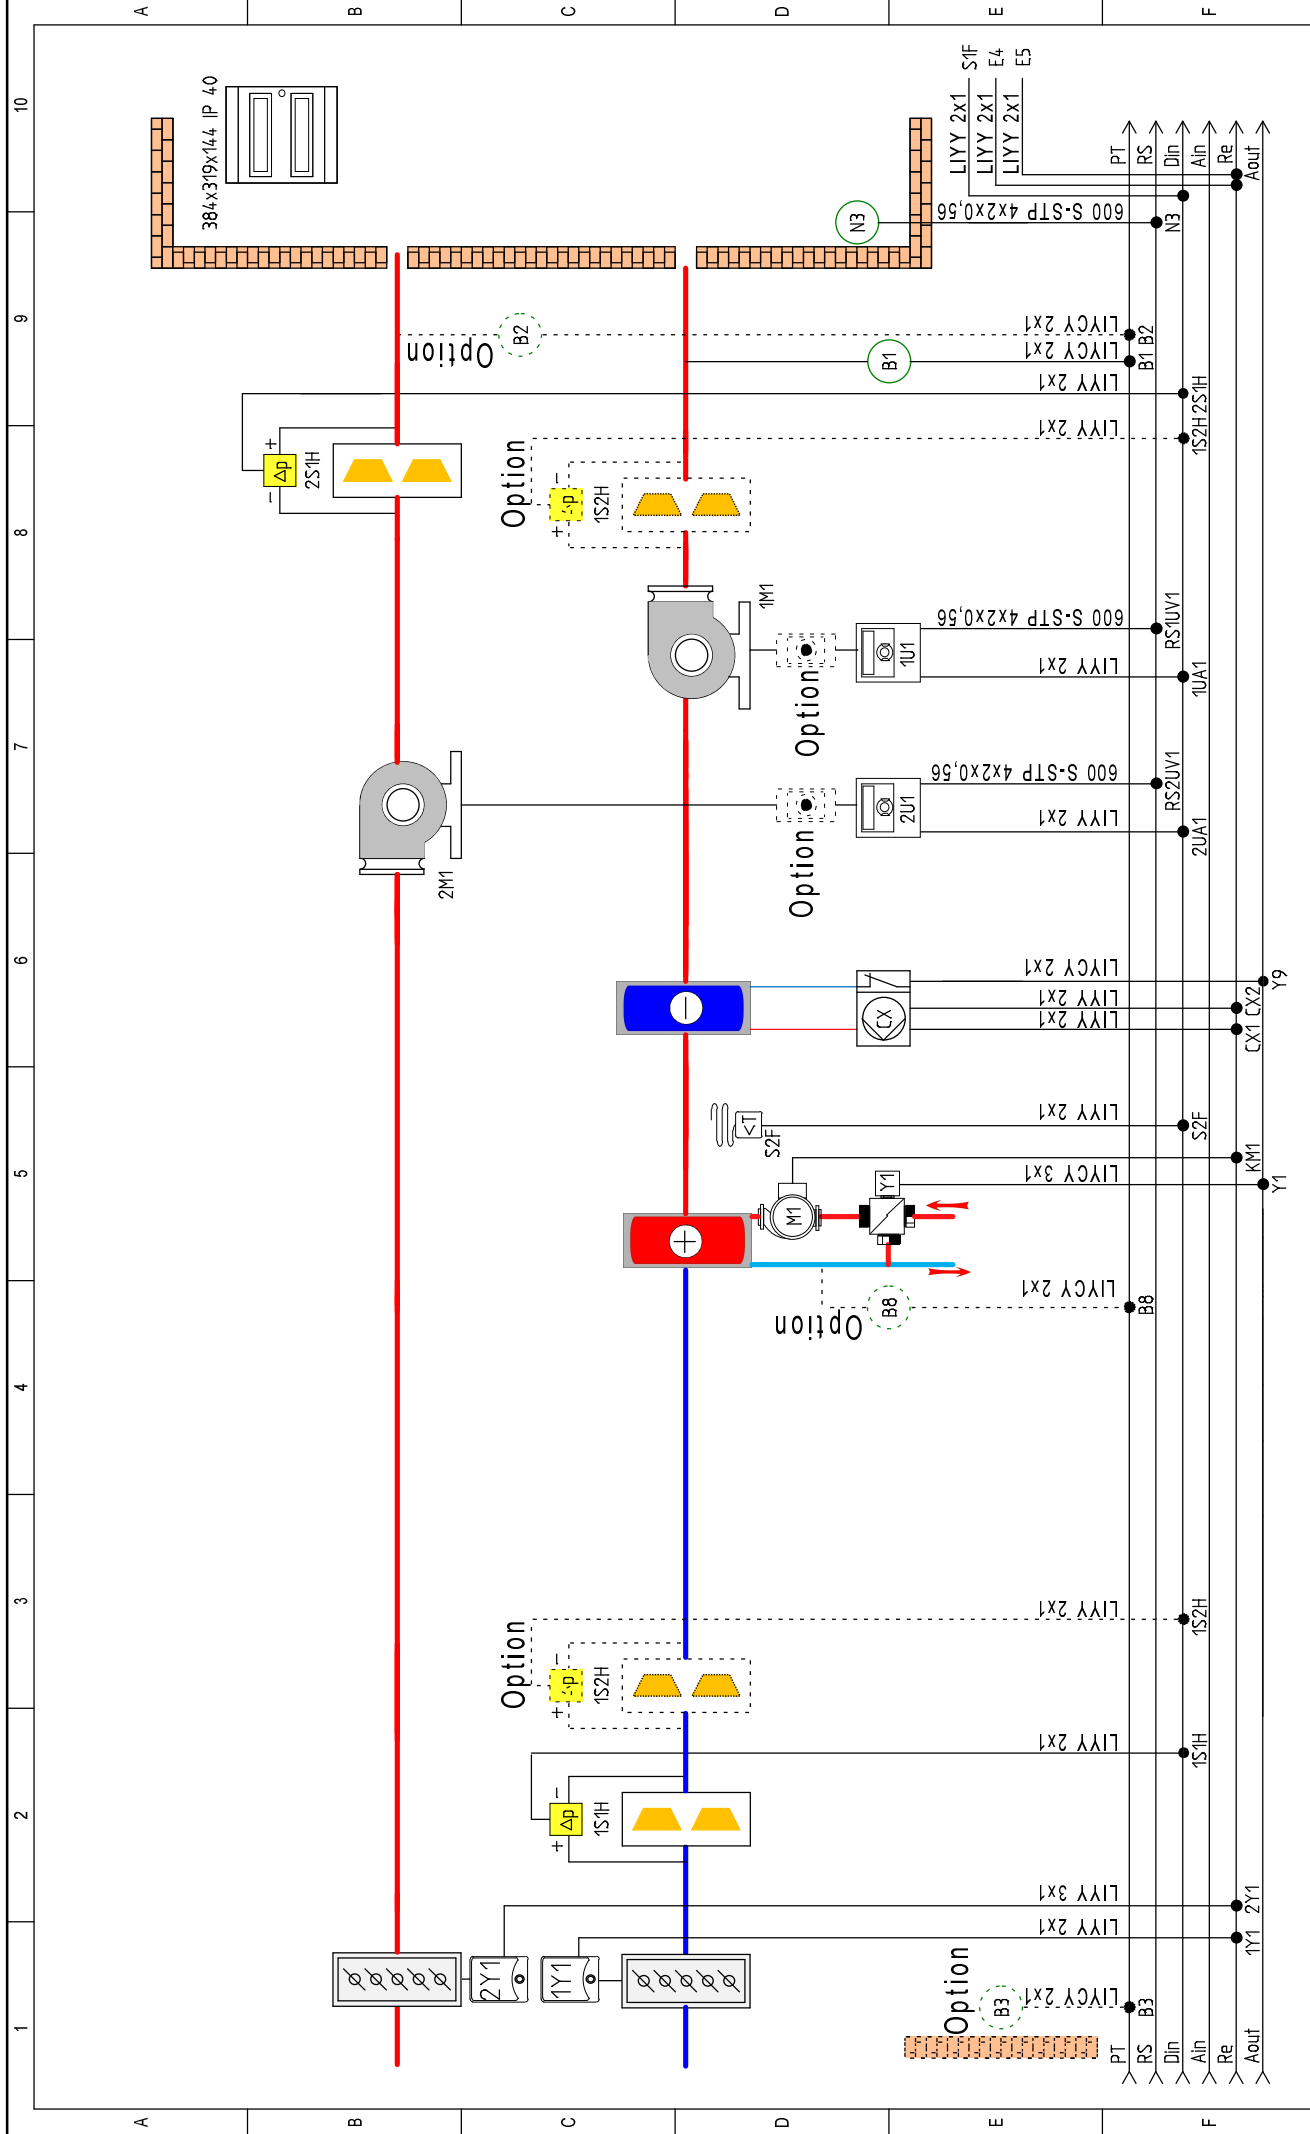 A B C D E F
1 2 3 4 5 6 7 8 9 10
384x319x144 IP 40
S1F
E4
E5
LIYY 2x1
LIYY 2x1
LIYY 2x1
PT
RS
Din
Ain
Re
Aout
N3
600 S-STP 4x2x0,56
N3
Option
B2
LIYCY 2x1
B2
B1
LIYCY 2x1
B1
LIYY 2x1
2S1H
+
Δp
-
2S1H
Option
LIYY 2x1
1S2H
-
p
+
1S2H
1M1
Option
1U1
600 S-STP 4x2x0,56
RS1UV1
LIYY 2x1
1UA1
2M1
Option
2U1
600 S-STP 4x2x0,56
RS2UV1
LIYY 2x1
2UA1
CX
LIYCY 2x1
Y9
LIYY 2x1
CX2
LIYY 2x1
CX1
<T
S2F
LIYY 2x1
S2F
M1
KM1
Y1
LIYCY 3x1
Y1
Option
B8
LIYCY 2x1
B8
Option
LIYY 2x1
1S2H
-
p
+
1S2H
LIYY 2x1
1S1H
-
Δp
+
1S1H
2Y1
LIYY 3x1
2Y1
1Y1
LIYY 2x1
1Y1
Option
B3
LIYCY 2x1
B3
PT
RS
Din
Ain
Re
Aout
A B C D E F